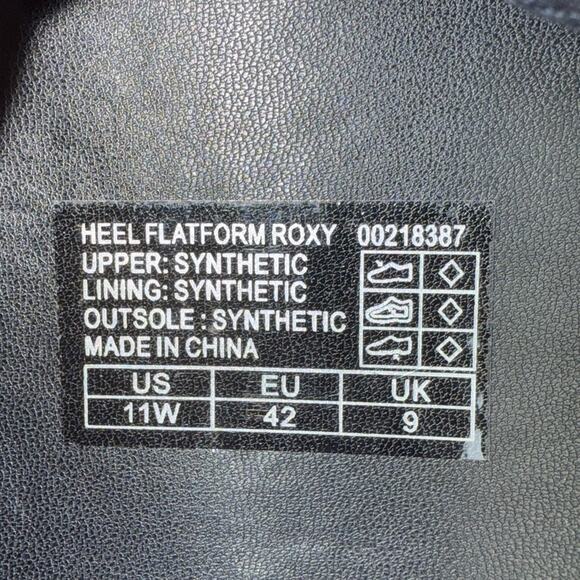 HEEL FLATFORM ROXY 00218387
UPPER: SYNTHETIC
LINING: SYNTHETIC
OUTSOLE : SYNTHETIC
MADE IN CHINA
US EU UK
11W 42 9